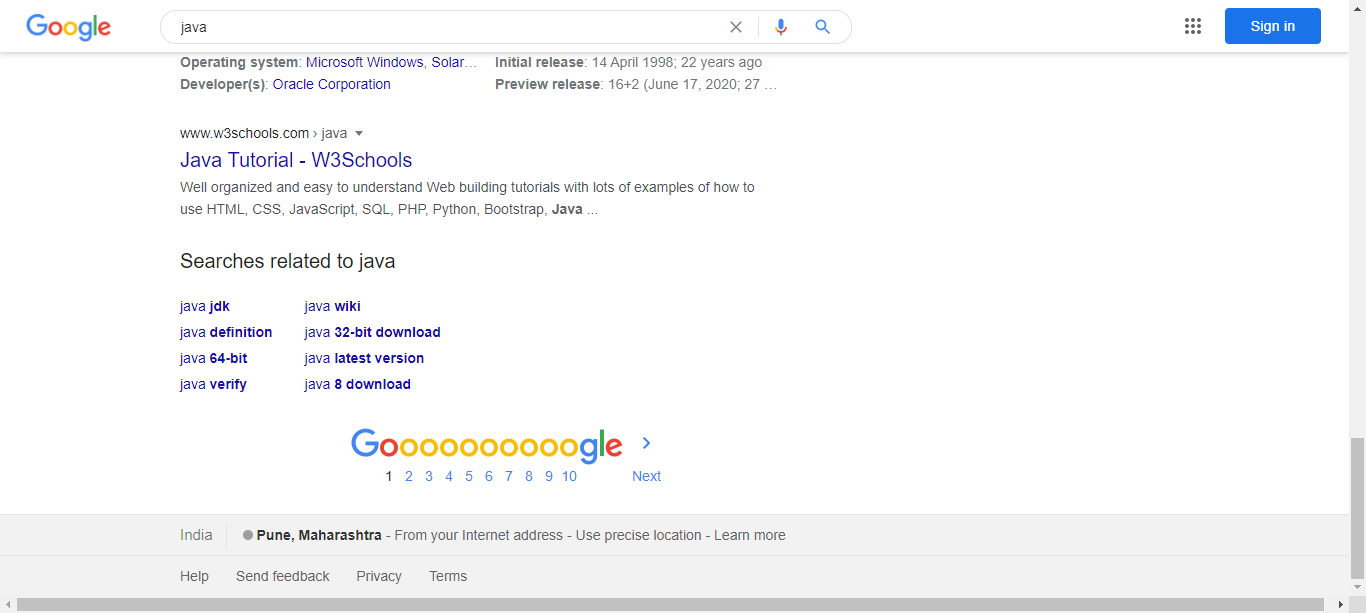 Google
java
Sign in
Operating system: Microsoft Windows, Solar... Initial release: 14 April 1998; 22 years ago
Developer(s): Oracle Corporation Preview release: 16+2 (June 17, 2020; 27 ...
www.w3schools.com › java
Java Tutorial - W3Schools
Well organized and easy to understand Web building tutorials with lots of examples of how to
use HTML, CSS, JavaScript, SQL, PHP, Python, Bootstrap, Java ...
Searches related to java
java jdk java wiki
java definition java 32-bit download
java 64-bit java latest version
java verify java 8 download
Goooooooooogle >
1 2 3 4 5 6 7 8 9 10 Next
India Pune, Maharashtra - From your Internet address - Use precise location - Learn more
Help Send feedback Privacy Terms